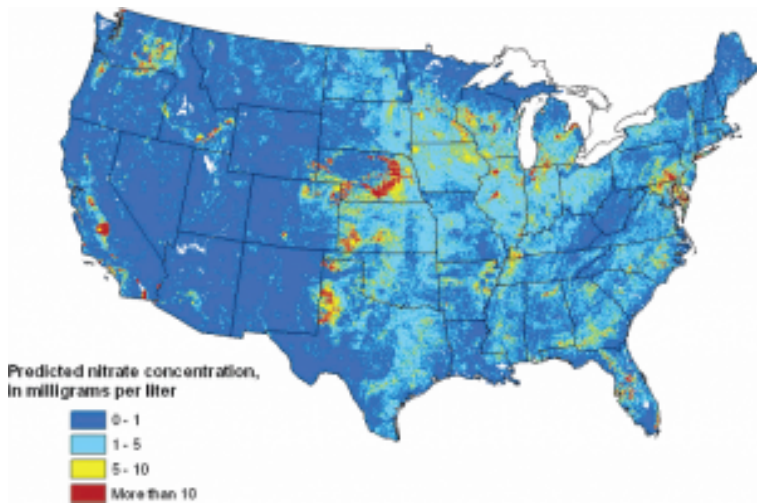 Predicted nitrate concentration,
in milligrams per liter
0 - 1
1 - 5
5 - 10
More than 10